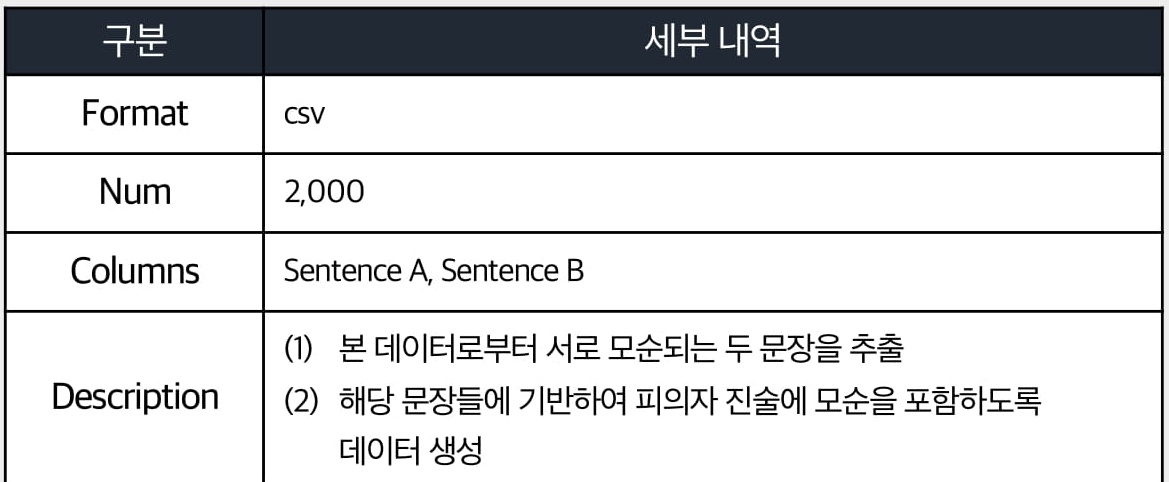 구분 세부 내역
Format csv
Num 2,000
Columns Sentence A, Sentence B
(1) 본 데이터로부터 서로 모순되는 두 문장을 추출
Description (2) 해당 문장들에 기반하여 피의자 진술에 모순을 포함하도록
데이터 생성